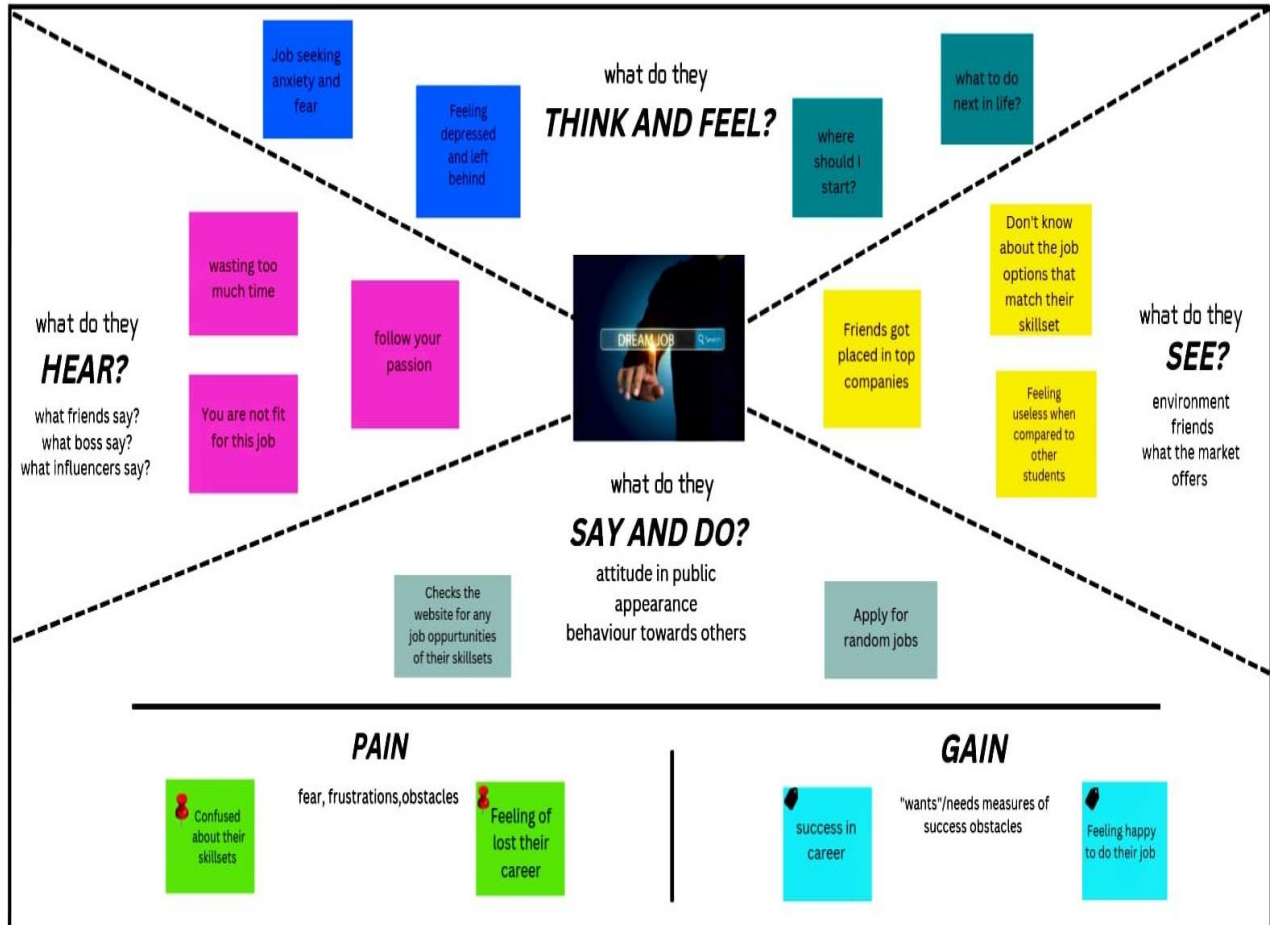 what do they
THINK AND FEEL?
Job seeking
anxiety and
fear
Feeling
depressed
and left
behind
where
should I
start?
what to do
next in life?
what do they
HEAR?
what friends say?
what boss say?
what influencers say?
wasting too
much time
follow your
passion
You are not fit
for this job
DREAM JOB
Search
Friends got
placed in top
companies
Don't know
about the job
options that
match their
skillset
Feeling
useless when
compared to
other
students
what do they
SEE?
environment
friends
what the market
offers
what do they
SAY AND DO?
attitude in public
appearance
behaviour towards others
Checks the
website for any
job oppurtunities
of their skillsets
Apply for
random jobs
PAIN
fear, frustrations,obstacles
Confused
about their
skillsets
Feeling of
lost their
career
GAIN
"wants"/needs measures of
success obstacles
success in
career
Feeling happy
to do their job